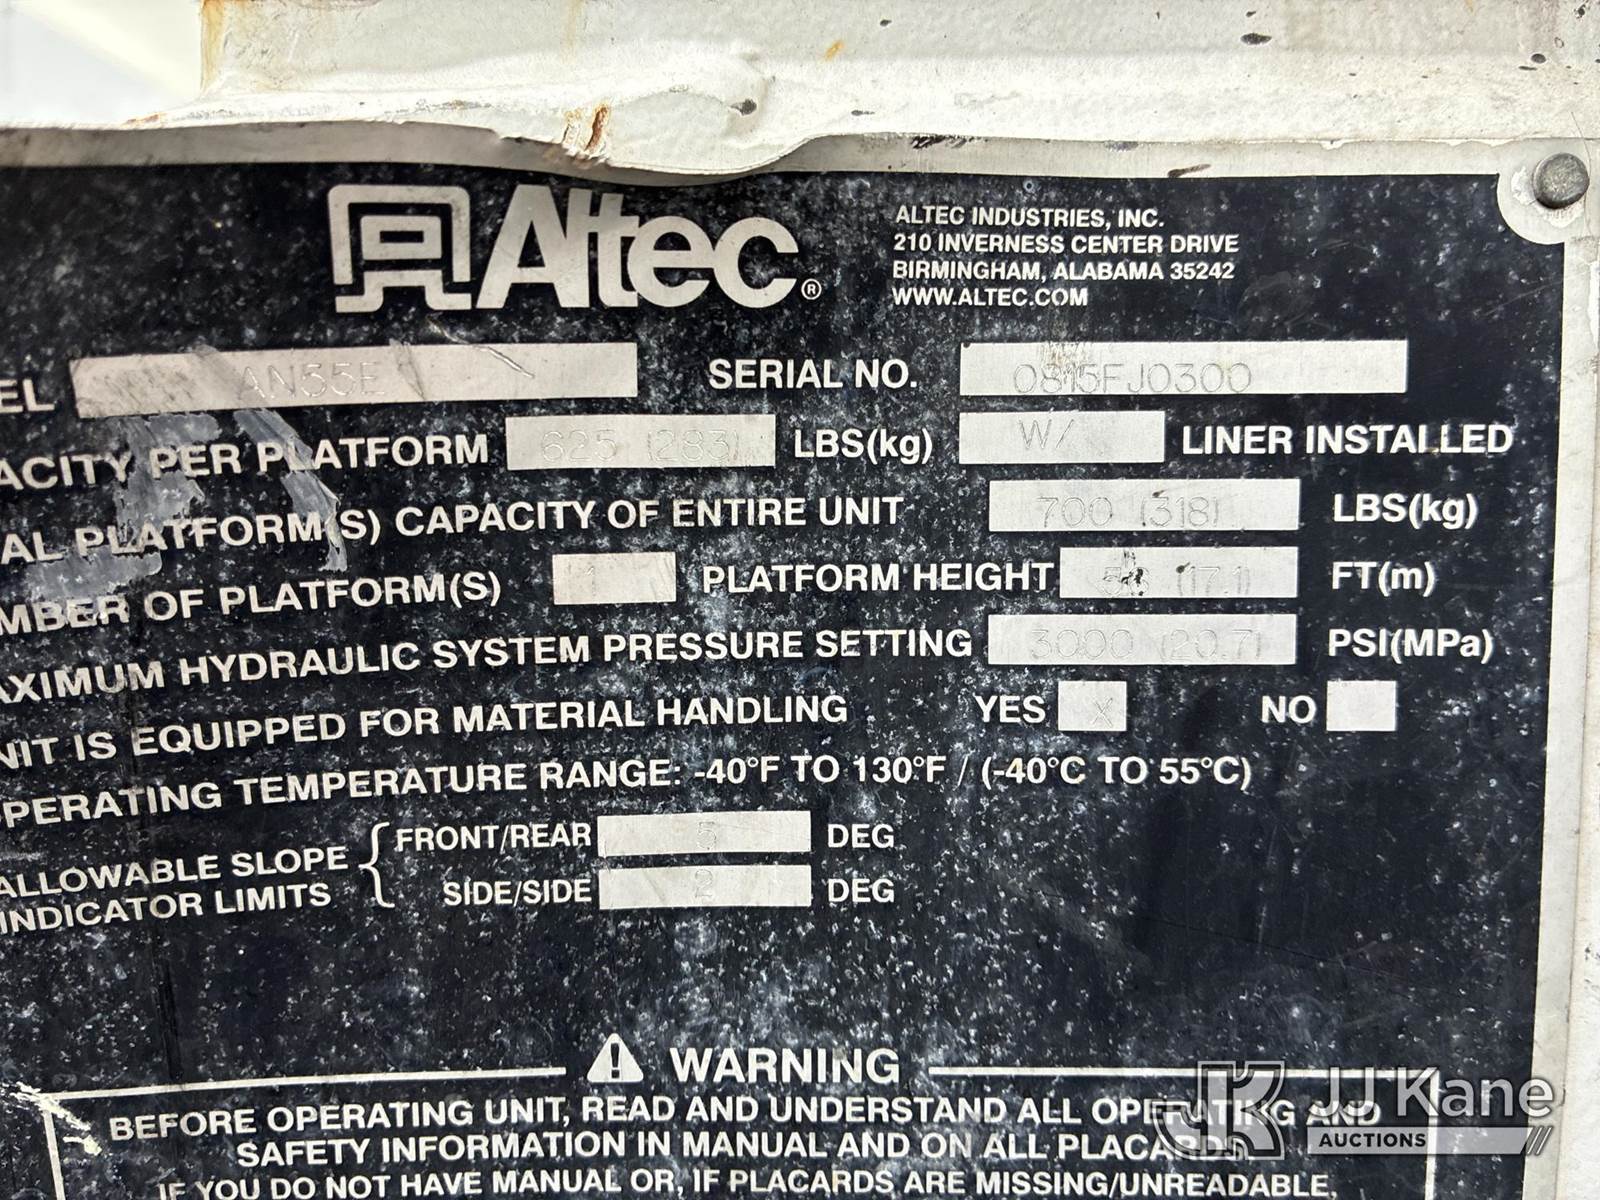 Altec®
ALTEC INDUSTRIES, INC.
210 INVERNESS CENTER DRIVE
BIRMINGHAM, ALABAMA 35242
WWW.ALTEC.COM
EL AN55E SERIAL NO. 0815FJ0300
ACITY PER PLATFORM 625 (283) LBS(kg) W/ LINER INSTALLED
AL PLATFORM(S) CAPACITY OF ENTIRE UNIT 700 (318) LBS(kg)
MBER OF PLATFORM(S) 1 PLATFORM HEIGHT (17.1) FT(m)
AXIMUM HYDRAULIC SYSTEM PRESSURE SETTING 3000 (20.7) PSI(MPa)
NIT IS EQUIPPED FOR MATERIAL HANDLING YES X NO
PERATING TEMPERATURE RANGE: -40°F TO 130°F / (-40°C TO 55°C)
ALLOWABLE SLOPE INDICATOR LIMITS { FRONT/REAR 5 DEG
SIDE/SIDE 2 DEG
WARNING
BEFORE OPERATING UNIT, READ AND UNDERSTAND ALL OPERATING AND
SAFETY INFORMATION IN MANUAL AND ON ALL PLACARDS.
IF YOU DO NOT HAVE MANUAL OR, IF PLACARDS ARE MISSING/UNREADABLE,
JK JJ Kane
AUCTIONS